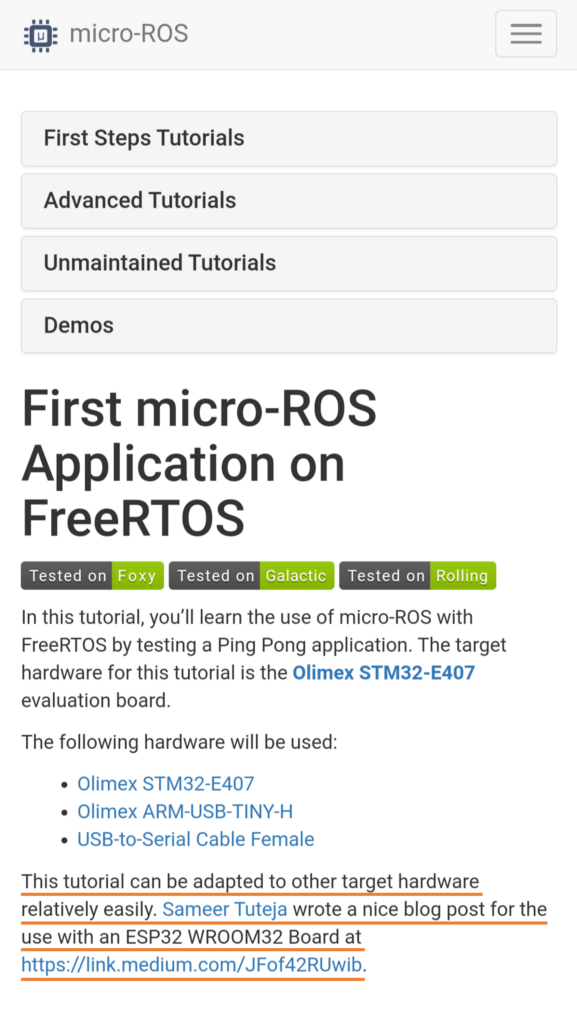 micro-ROS
First Steps Tutorials
Advanced Tutorials
Unmaintained Tutorials
Demos
First micro-ROS
Application on
FreeRTOS
Tested on Foxy Tested on Galactic Tested on Rolling
In this tutorial, you’ll learn the use of micro-ROS with
FreeRTOS by testing a Ping Pong application. The target
hardware for this tutorial is the Olimex STM32-E407
evaluation board.
The following hardware will be used:
• Olimex STM32-E407
• Olimex ARM-USB-TINY-H
• USB-to-Serial Cable Female
This tutorial can be adapted to other target hardware
relatively easily. Sameer Tuteja wrote a nice blog post for the
use with an ESP32 WROOM32 Board at
https://link.medium.com/JFof42RUwib.